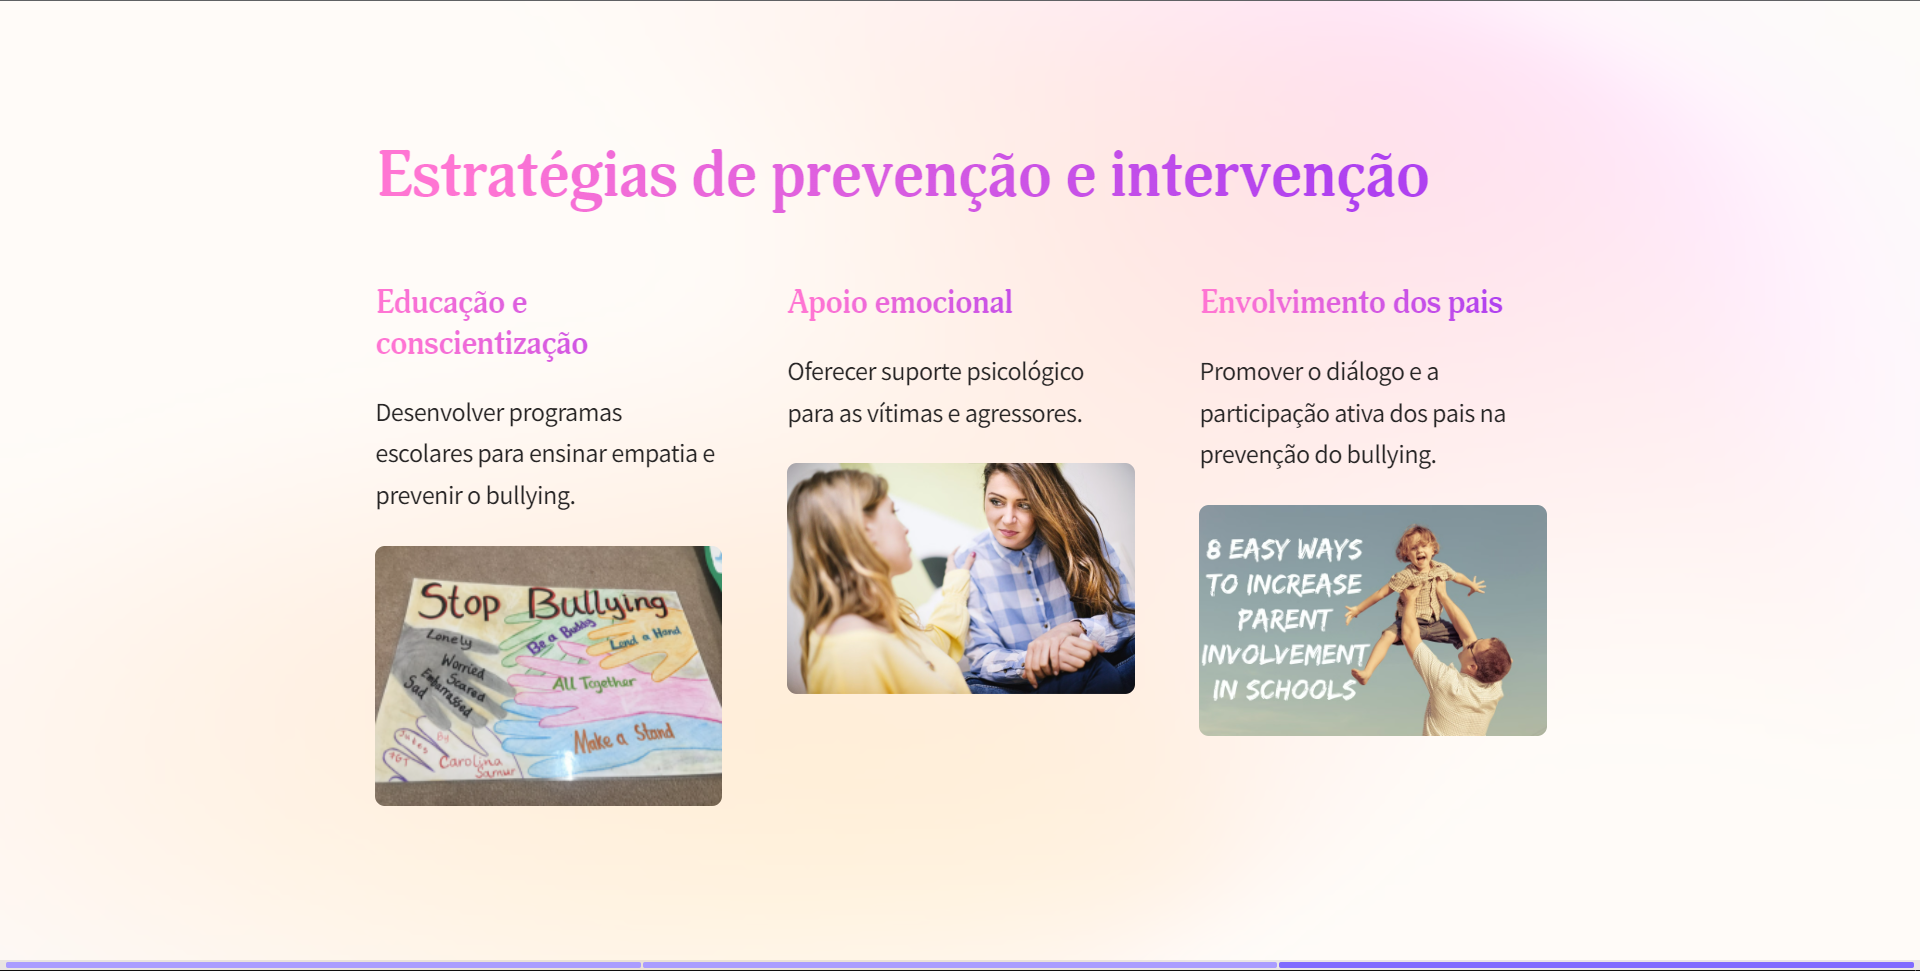 Estratégias de prevenção e intervenção
Educação e
conscientização
Desenvolver programas
escolares para ensinar empatia e
prevenir o bullying.
Stop Bullying
Lonely
Worried
Scared
Embarrassed
Sad
Be a Buddy
Lend a Hand
All Together
Make a Stand
By
Carolina
Samur
Apoio emocional
Oferecer suporte psicológico
para as vítimas e agressores.
Envolvimento dos pais
Promover o diálogo e a
participação ativa dos pais na
prevenção do bullying.
8 EASY WAYS
TO INCREASE
PARENT
INVOLVEMENT
IN SCHOOLS